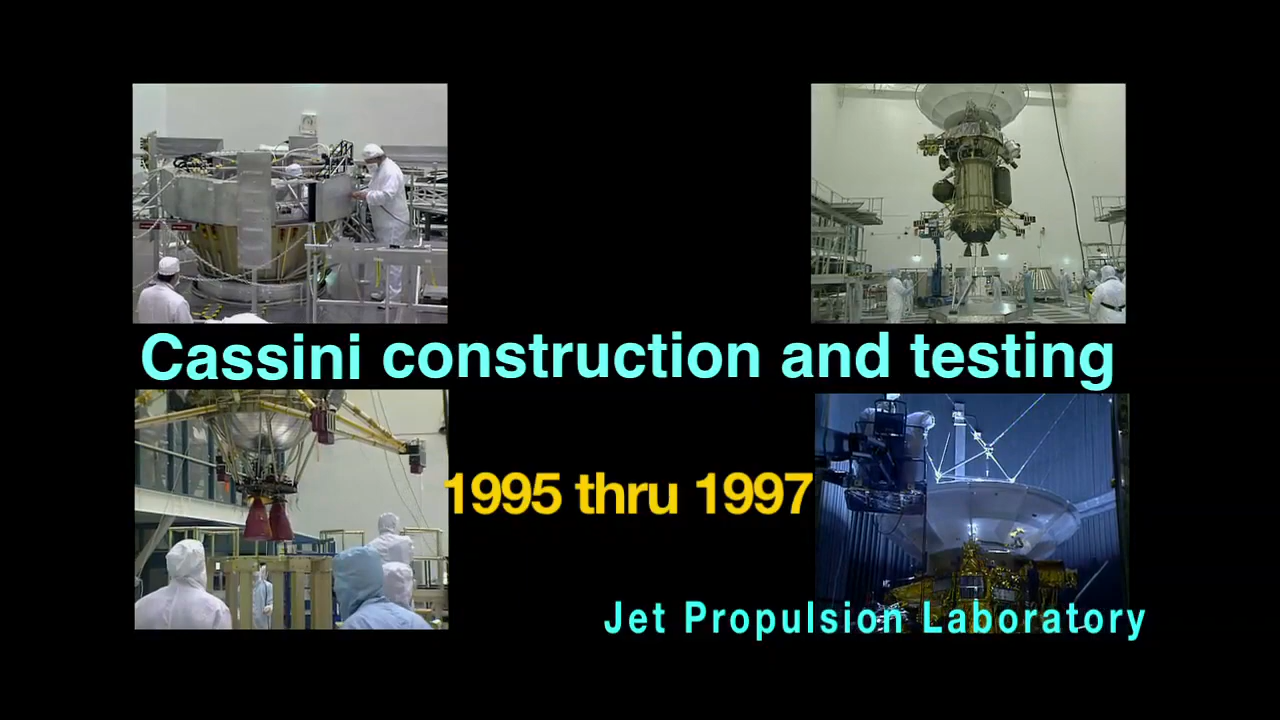 Cassini construction and testing
1995 thru 1997
Jet Propulsion Laboratory